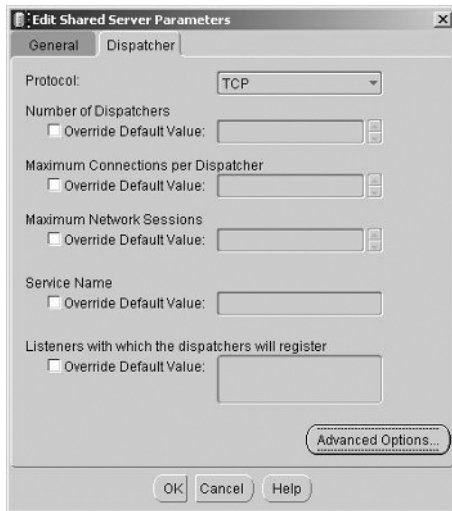 Edit Shared Server Parameters
General Dispatcher
Protocol: TCP
Number of Dispatchers
Override Default Value:
Maximum Connections per Dispatcher
Override Default Value:
Maximum Network Sessions
Override Default Value:
Service Name
Override Default Value:
Listeners with which the dispatchers will register
Override Default Value:
Advanced Options...
OK Cancel Help